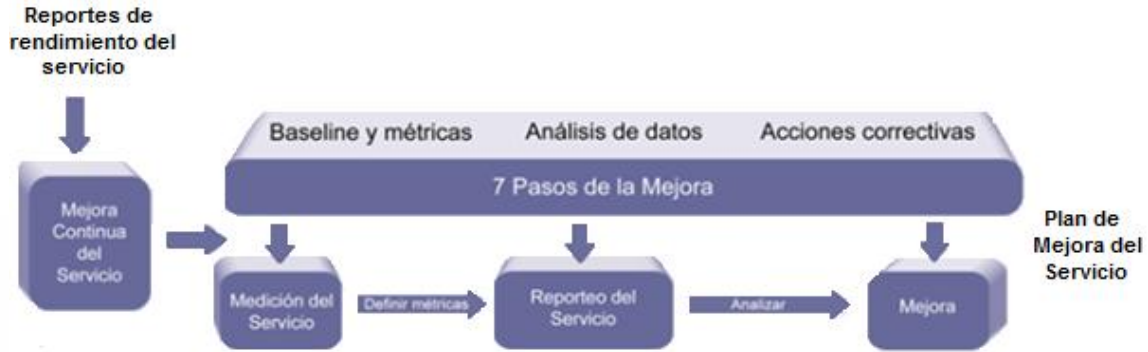 Reportes de
rendimiento del
servicio
Baseline y métricas
Análisis de datos
Acciones correctivas
7 Pasos de la Mejora
Mejora
Continua
del
Servicio
Plan de
Mejora del
Servicio
Medición del
Servicio
Definir métricas
Reporteo del
Servicio
Analizar
Mejora